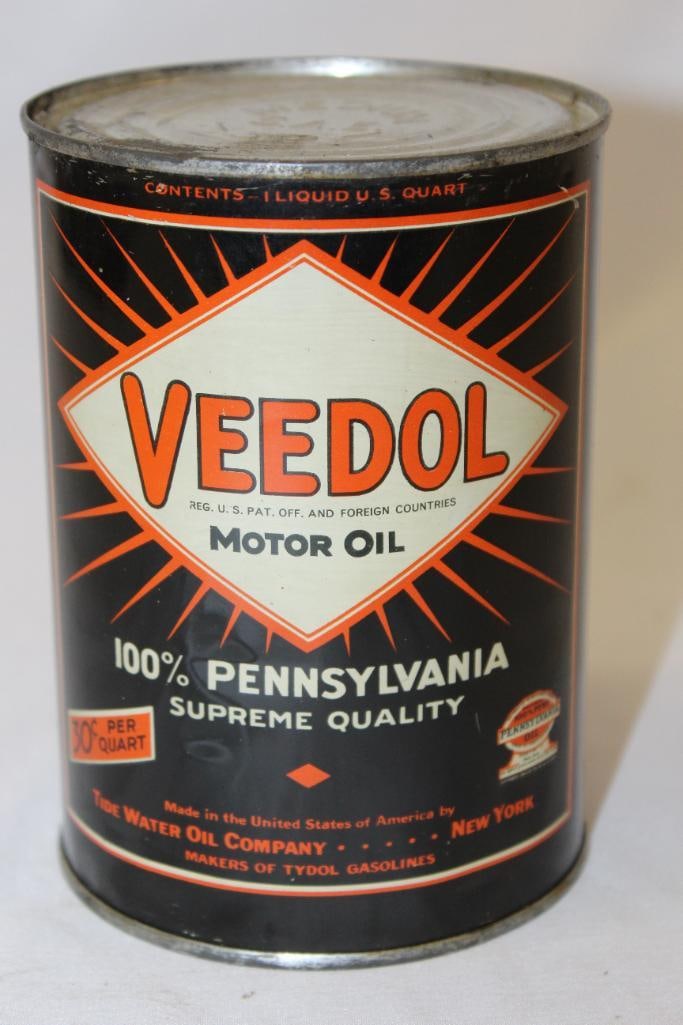 CONTENTS - 1 LIQUID U.S. QUART
VEEDOL
REG. U.S. PAT. OFF. AND FOREIGN COUNTRIES
MOTOR OIL
100% PENNSYLVANIA
SUPREME QUALITY
30¢ PER
QUART
PENNSYLVANIA
OIL
Made in the United States of America by
TIDE WATER OIL COMPANY . . . . . NEW YORK
MAKERS OF TYDOL GASOLINES